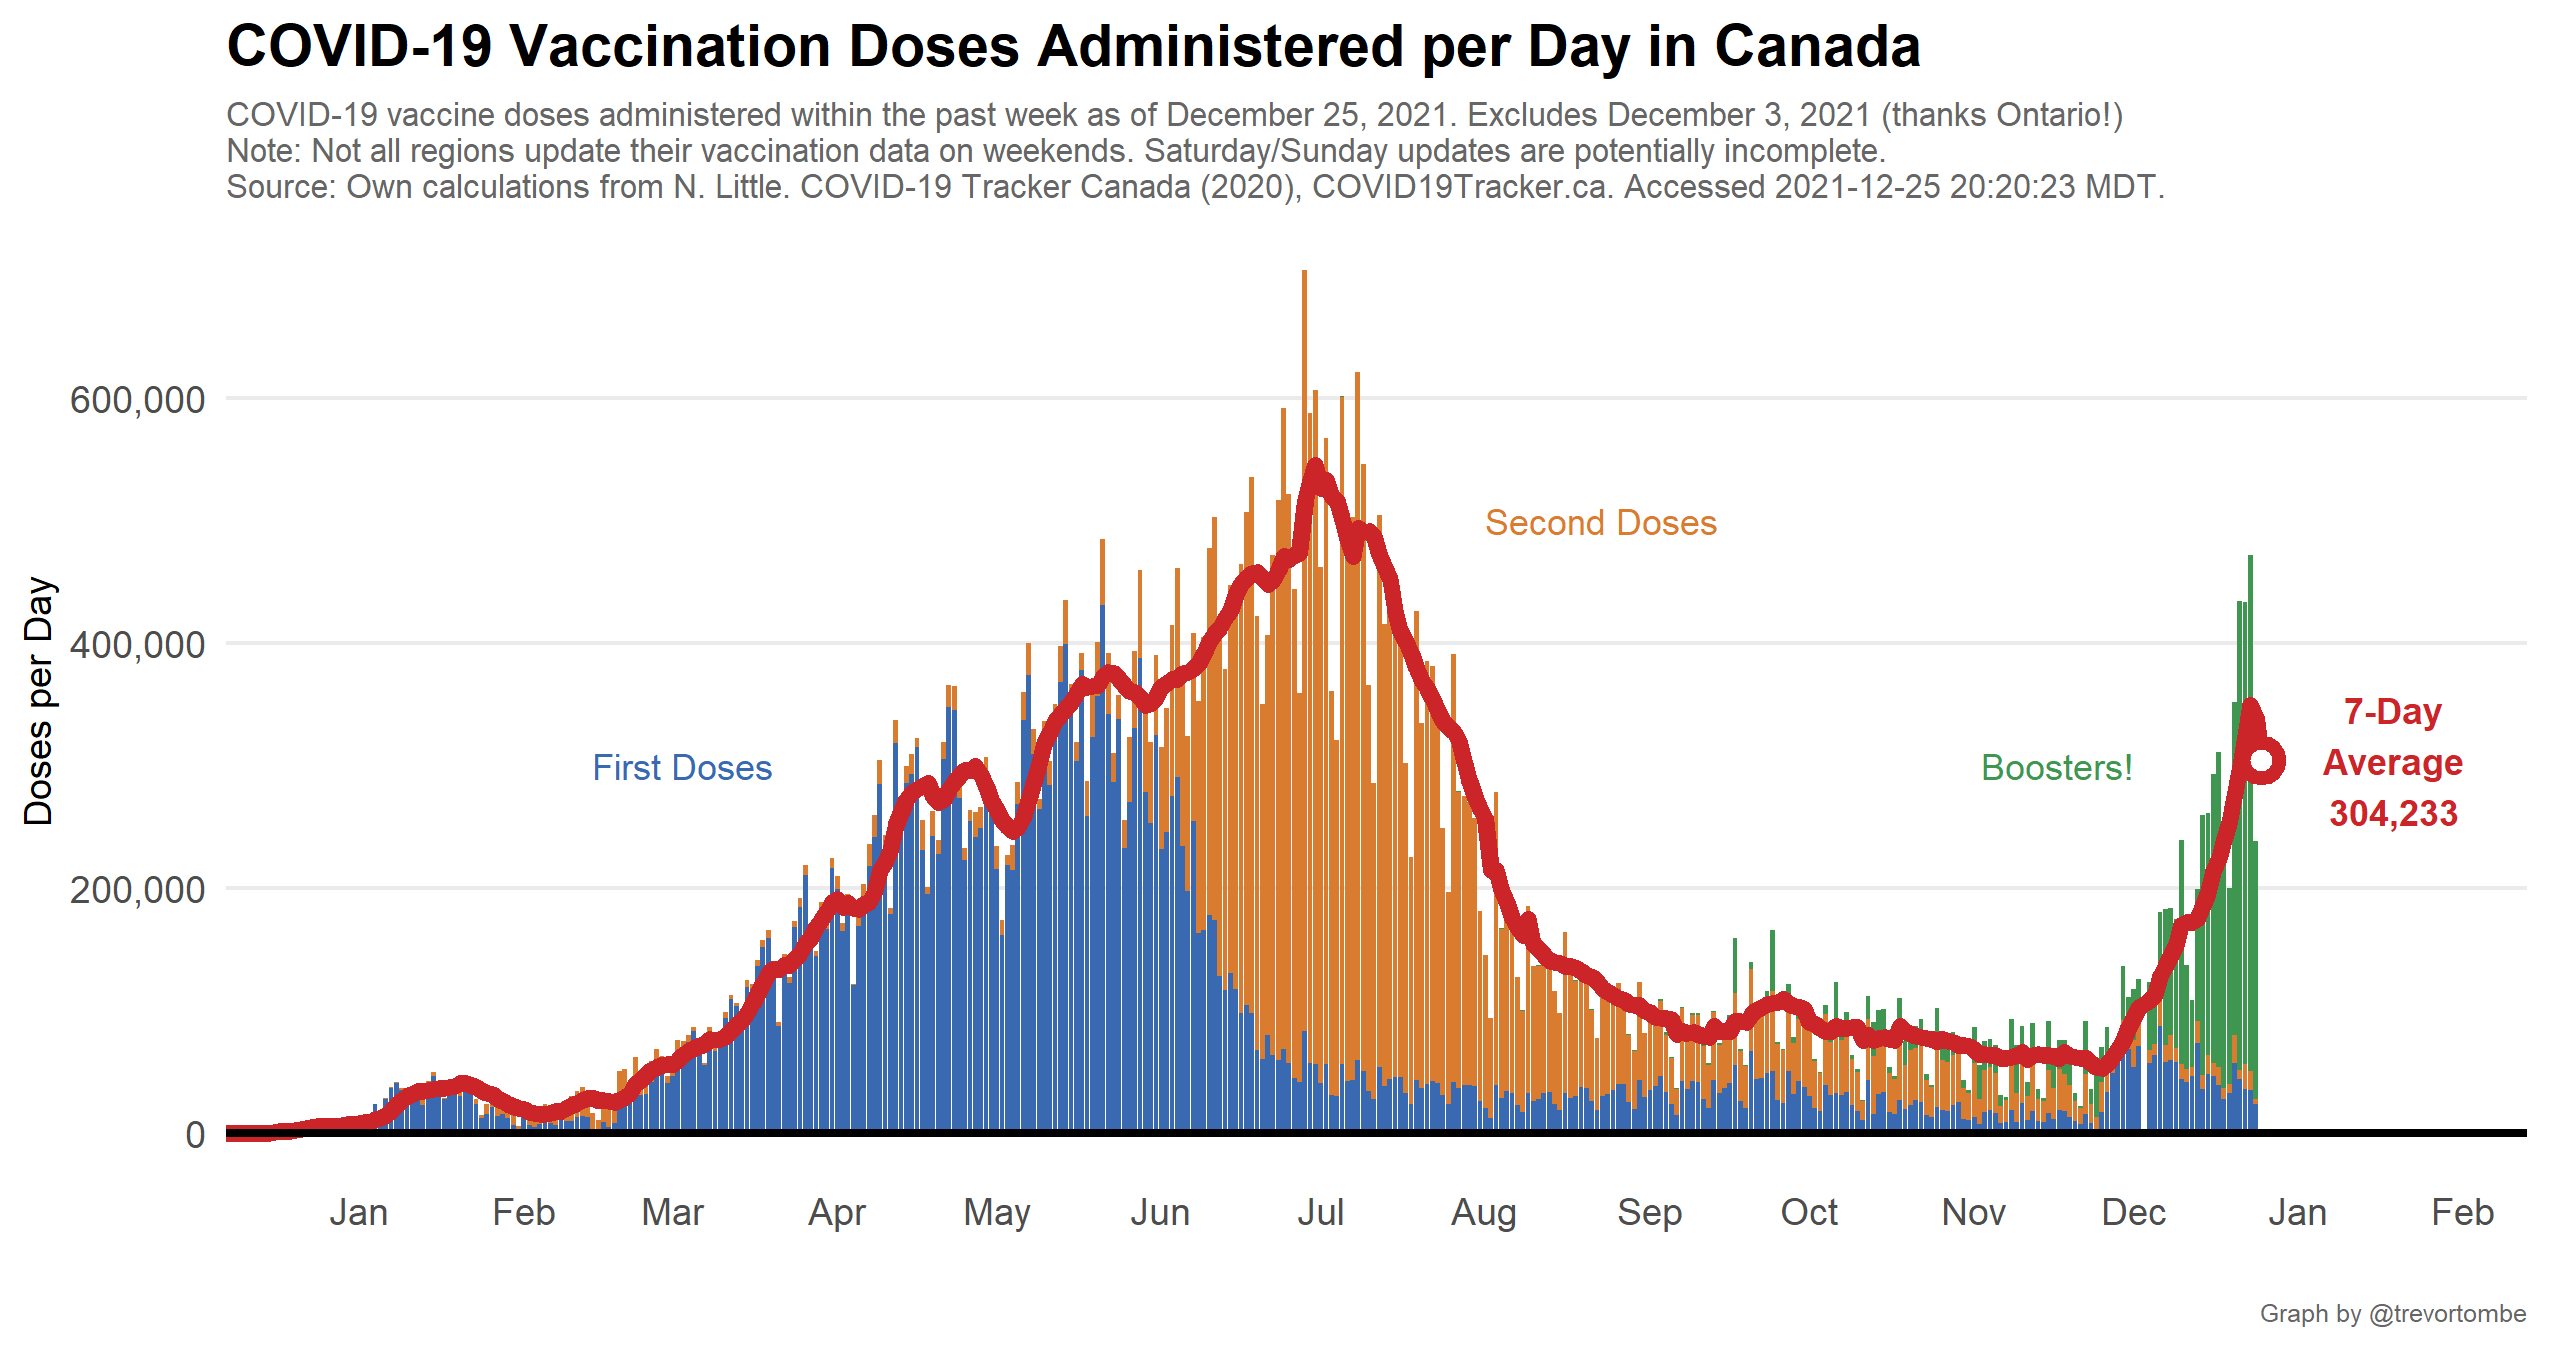 COVID-19 Vaccination Doses Administered per Day in Canada
COVID-19 vaccine doses administered within the past week as of December 25, 2021. Excludes December 3, 2021 (thanks Ontario!)
Note: Not all regions update their vaccination data on weekends. Saturday/Sunday updates are potentially incomplete.
Source: Own calculations from N. Little. COVID-19 Tracker Canada (2020), COVID19Tracker.ca. Accessed 2021-12-25 20:20:23 MDT.
Doses per Day
600,000
400,000
200,000
0
First Doses
Second Doses
Boosters!
7-Day
Average
304,233
Jan Feb Mar Apr May Jun Jul Aug Sep Oct Nov Dec Jan Feb
Graph by @trevortombe